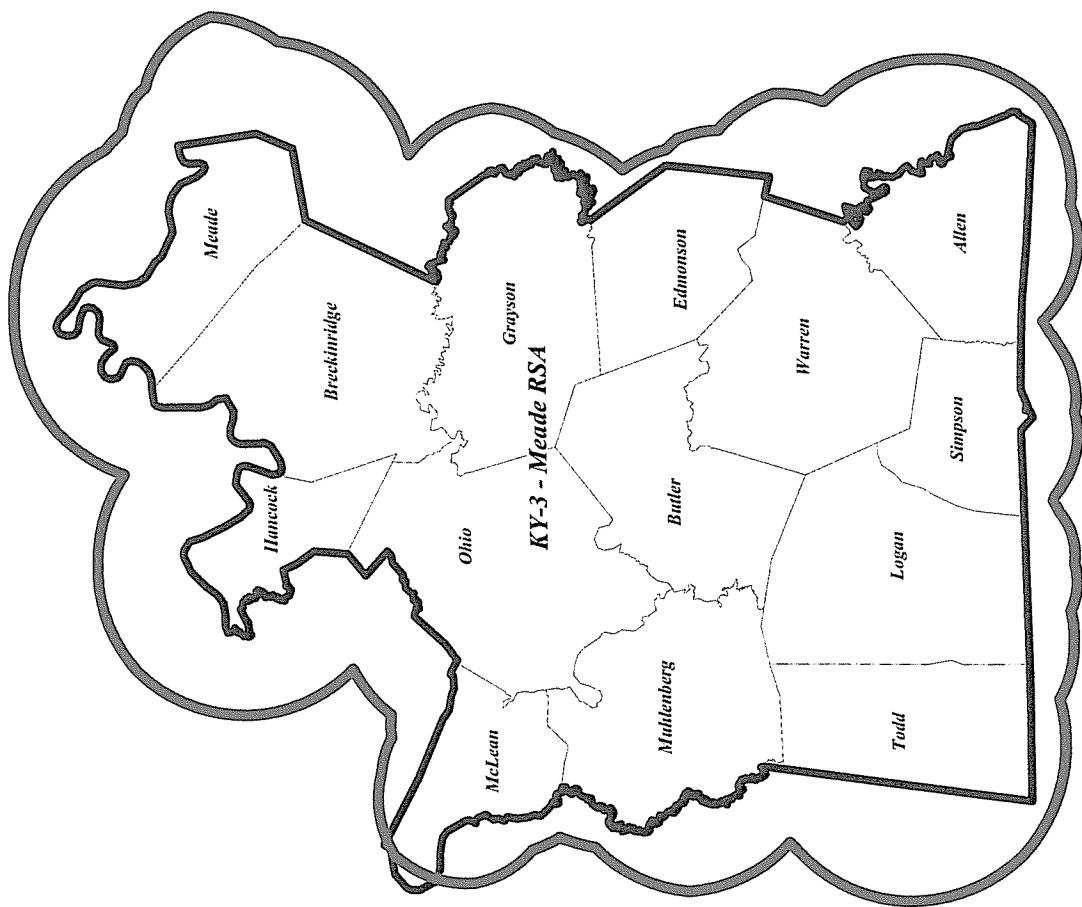 Meade
Breckinridge
Hancock
Grayson
Ohio
KY-3 - Meade RSA
McLean
Edmonson
Butler
Muhlenberg
Warren
Allen
Simpson
Logan
Todd